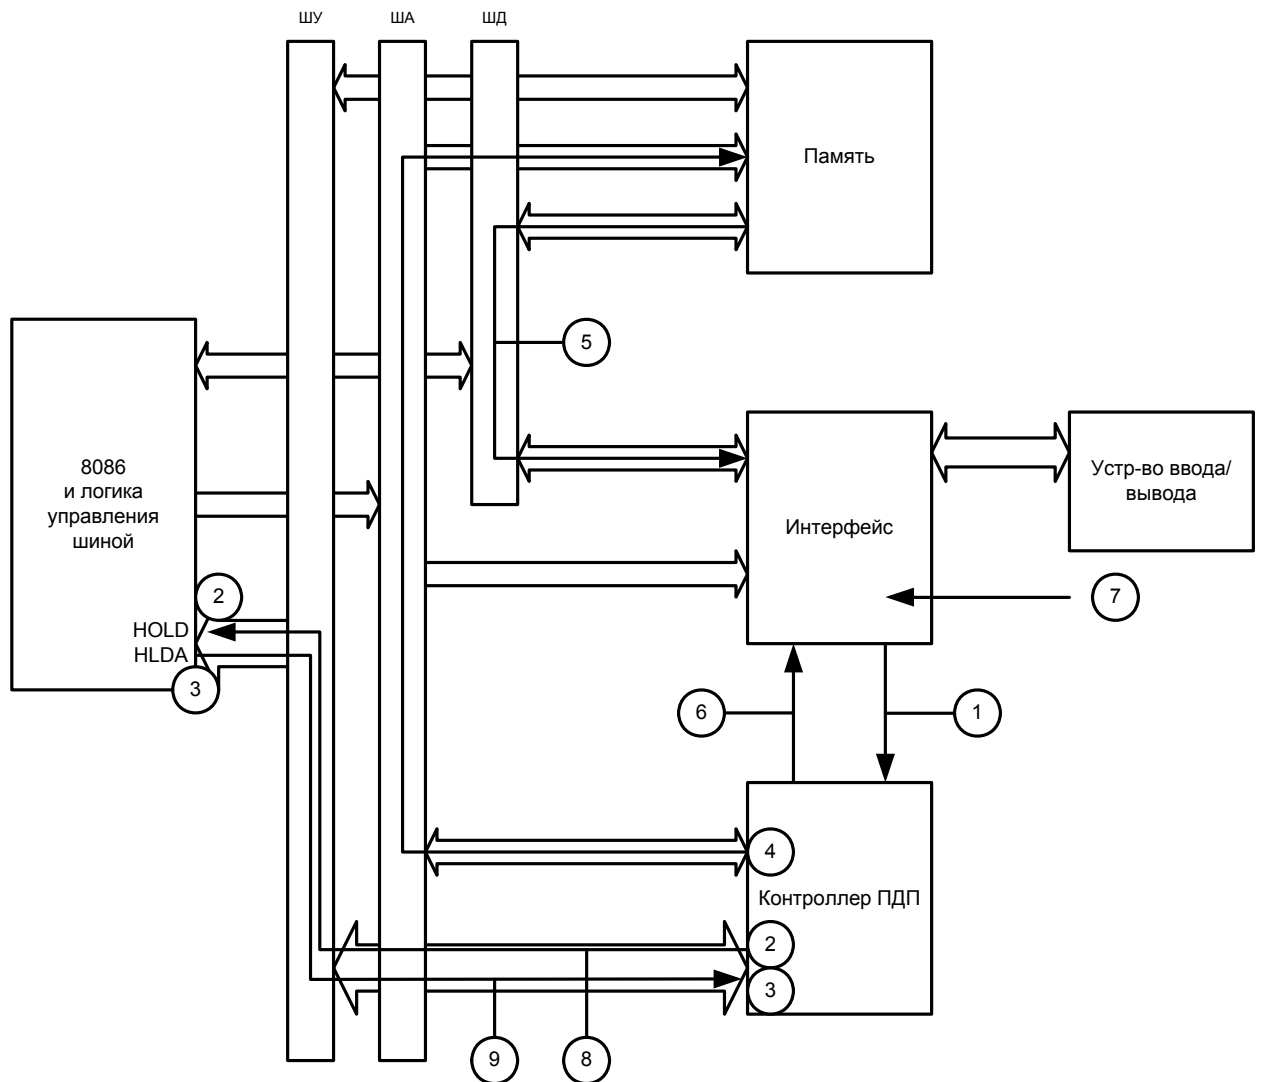 ШУ
ША
ШД
Память
5
8086
и логика
управления
шиной
Интерфейс
Устр-во ввода/
вывода
2
7
HOLD
HLDA
3
6
1
4
Контроллер ПДП
2
3
9
8